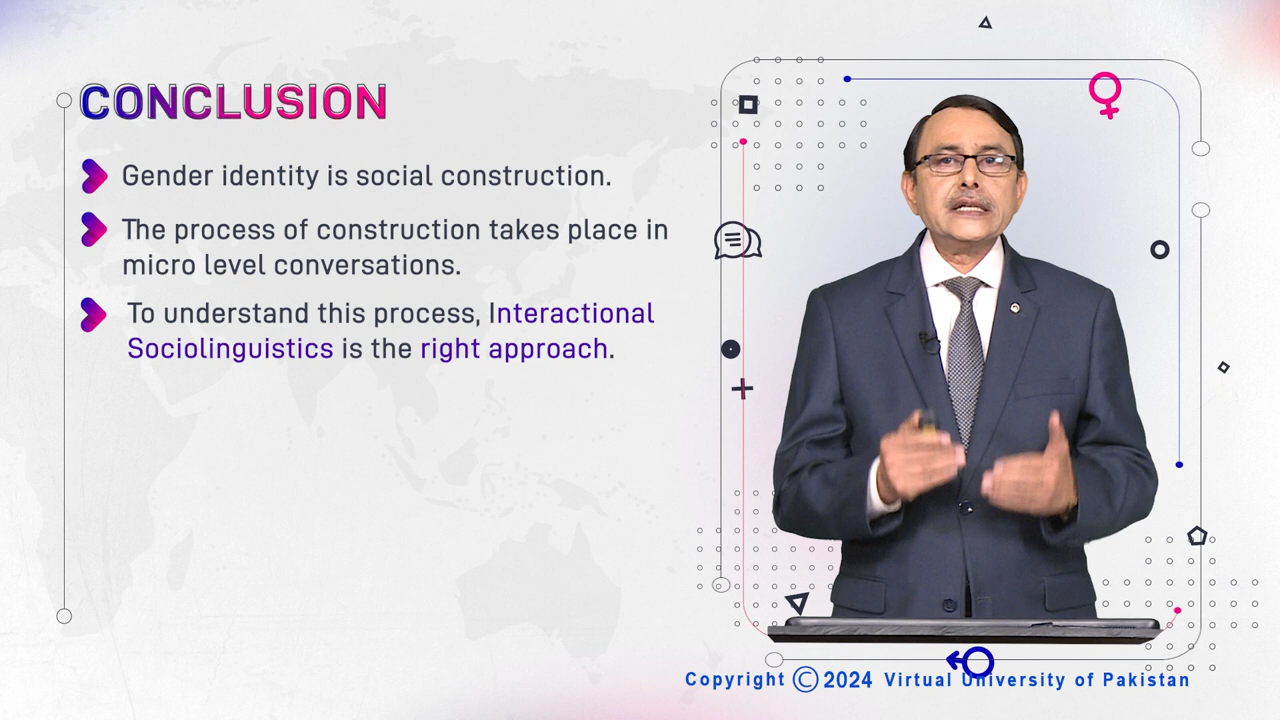 CONCLUSION
Gender identity is social construction.
The process of construction takes place in
micro level conversations.
To understand this process, Interactional
Sociolinguistics is the right approach.
Copyright © 2024 Virtual University of Pakistan